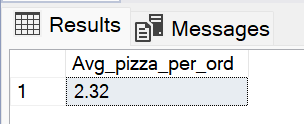 Results Messages
Avg_pizza_per_ord
1 2.32